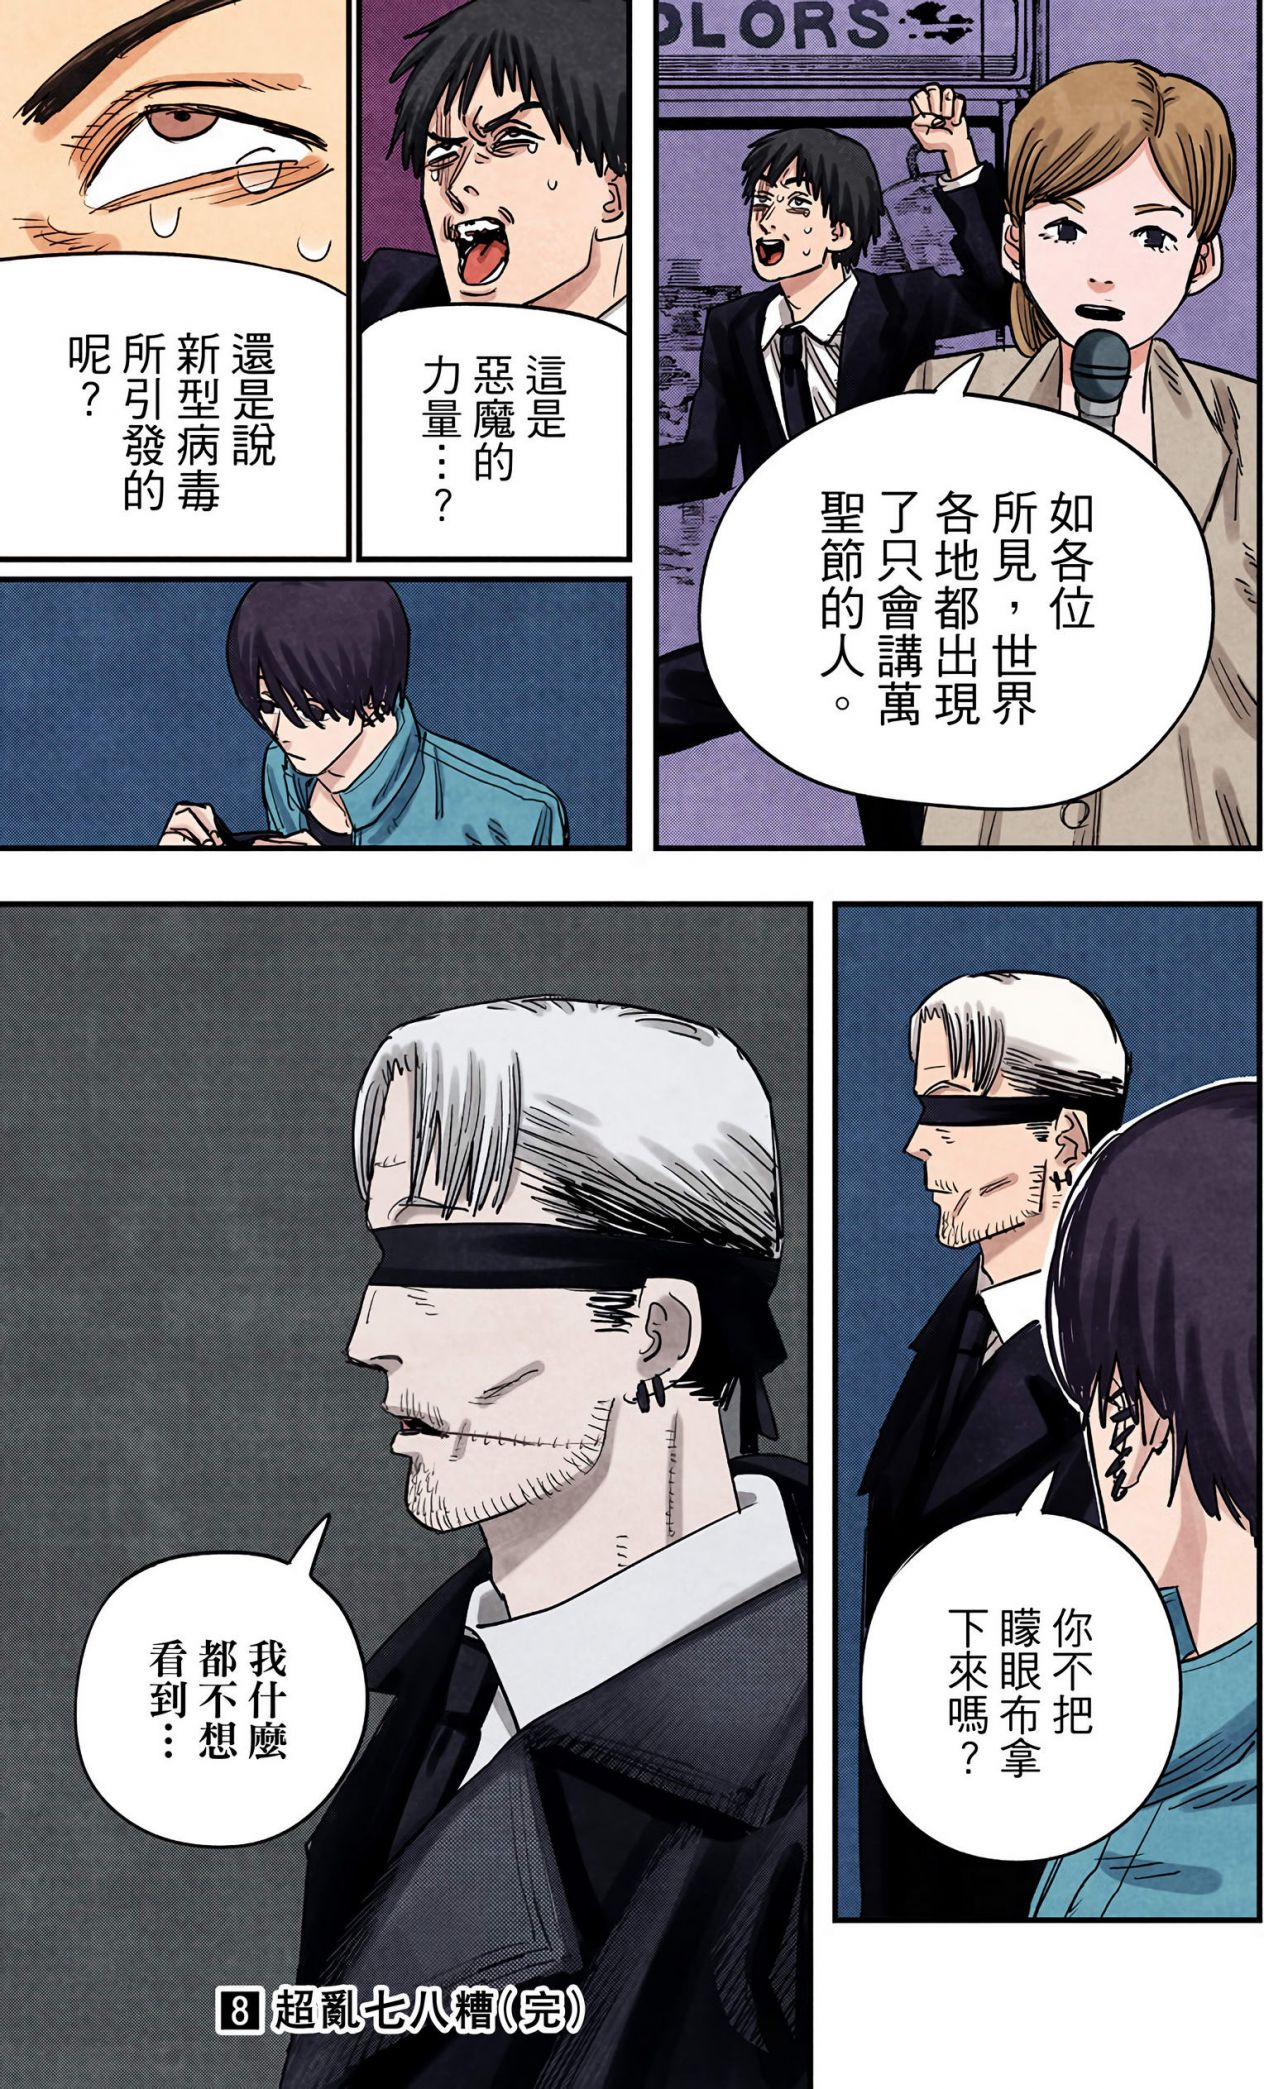 OLORS
如各位
所見，世界
各地都出現
了只會講萬
聖節的人。
這是
惡魔的
力量…？
還是說
新型病毒
所引發的
呢？
你不把
矇眼布拿
下來嗎？
我什麼
都不想
看到…
8 超亂七八糟（完）